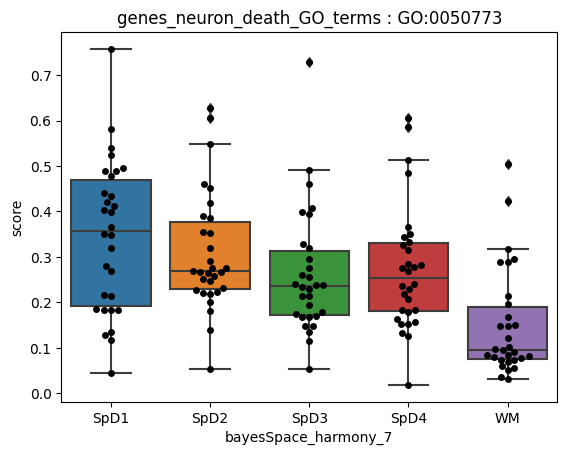 genes_neuron_death_GO_terms : GO:0050773
score
0.7
0.6
0.5
0.4
0.3
0.2
0.1
0.0
SpD1 SpD2 SpD3 SpD4 WM
bayesSpace_harmony_7